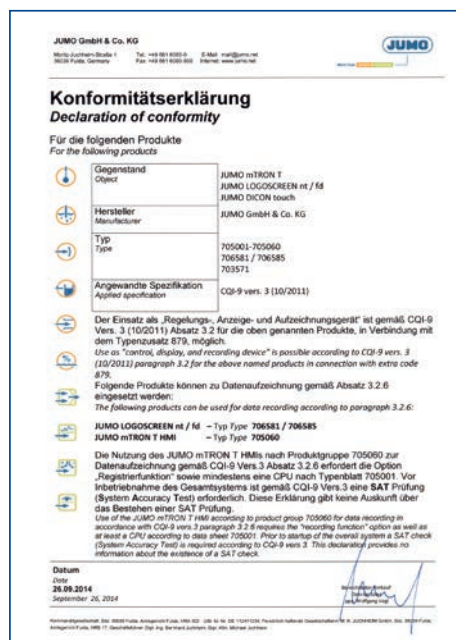 JUMO GmbH & Co. KG
JUMO
Konformitätserklärung
Declaration of conformity
Für die folgenden Produkte
For the following products
Gegenstand
Object
JUMO mTRON T
JUMO LOGOSCREEN nt / fd
JUMO DICON touch
Hersteller
Manufacturer
JUMO GmbH & Co. KG
Typ
Type
705001-705060
706581 / 706585
703571
Angewandte Spezifikation
Applied specification
CQI-9 vers. 3 (10/2011)
Der Einsatz als „Regelungs-, Anzeige- und Aufzeichnungsgerät“ ist gemäß CQI-9
Vers. 3 (10/2011) Absatz 3.2 für die oben genannten Produkte, in Verbindung mit
dem Typenzusatz 879, möglich.
Use as "control, display, and recording device" is possible according to CQI-9 vers. 3
(10/2011) paragraph 3.2 for the above named products in connection with extra code
879.
Folgende Produkte können zu Datenaufzeichnung gemäß Absatz 3.2.6
eingesetzt werden:
The following products can be used for data recording according to paragraph 3.2.6:
JUMO LOGOSCREEN nt / fd – Typ Type 706581 / 706585
JUMO mTRON T HMI – Typ Type 705060
Die Nutzung des JUMO mTRON T HMIs nach Produktgruppe 705060 zur
Datenaufzeichnung gemäß CQI-9 Vers.3 Absatz 3.2.6 erfordert die Option
„Registrierfunktion“ sowie mindestens eine CPU nach Typenblatt 705001. Vor
Inbetriebnahme des Gesamtsystems ist gemäß CQI-9 Vers.3 eine SAT Prüfung
(System Accuracy Test) erforderlich. Diese Erklärung gibt keine Auskunft über
das Bestehen einer SAT Prüfung.
Use of the JUMO mTRON T HMI according to product group 705060 for data recording in
accordance with CQI-9 vers.3 paragraph 3.2.6 requires the "recording function" option as well as
at least a CPU according to data sheet 705001. Prior to startup of the overall system a SAT check
(System Accuracy Test) is required according to CQI-9 vers. 3. This declaration provides no
information about the existence of a SAT check.
Datum
Date
26.09.2014
September 26, 2014